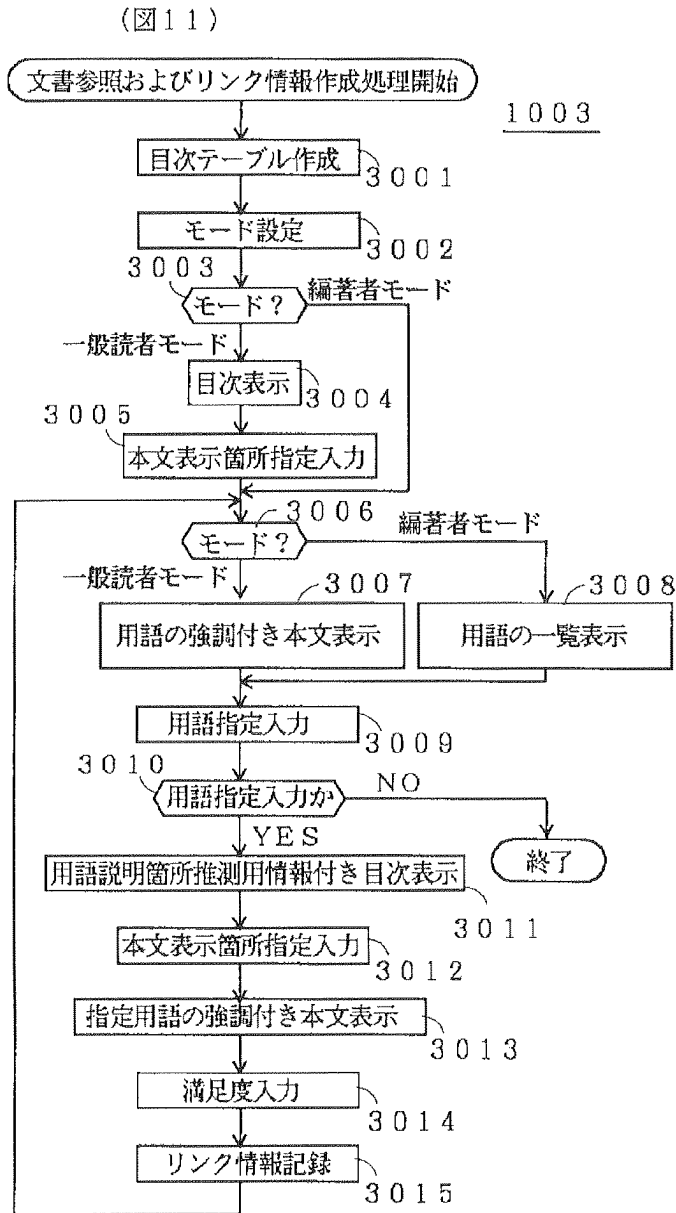 (図11)
文書参照およびリンク情報作成処理開始
1003
目次テーブル作成
3001
モード設定
3002
3003
モード?
編著者モード
一般読者モード
目次表示
3004
3005
本文表示箇所指定入力
3006
モード?
編著者モード
一般読者モード
3007
用語の強調付き本文表示
3008
用語の一覧表示
用語指定入力
3009
3010
用語指定入力か
NO
YES
終了
用語説明箇所推測用情報付き目次表示
3011
本文表示箇所指定入力
3012
指定用語の強調付き本文表示
3013
満足度入力
3014
リンク情報記録
3015